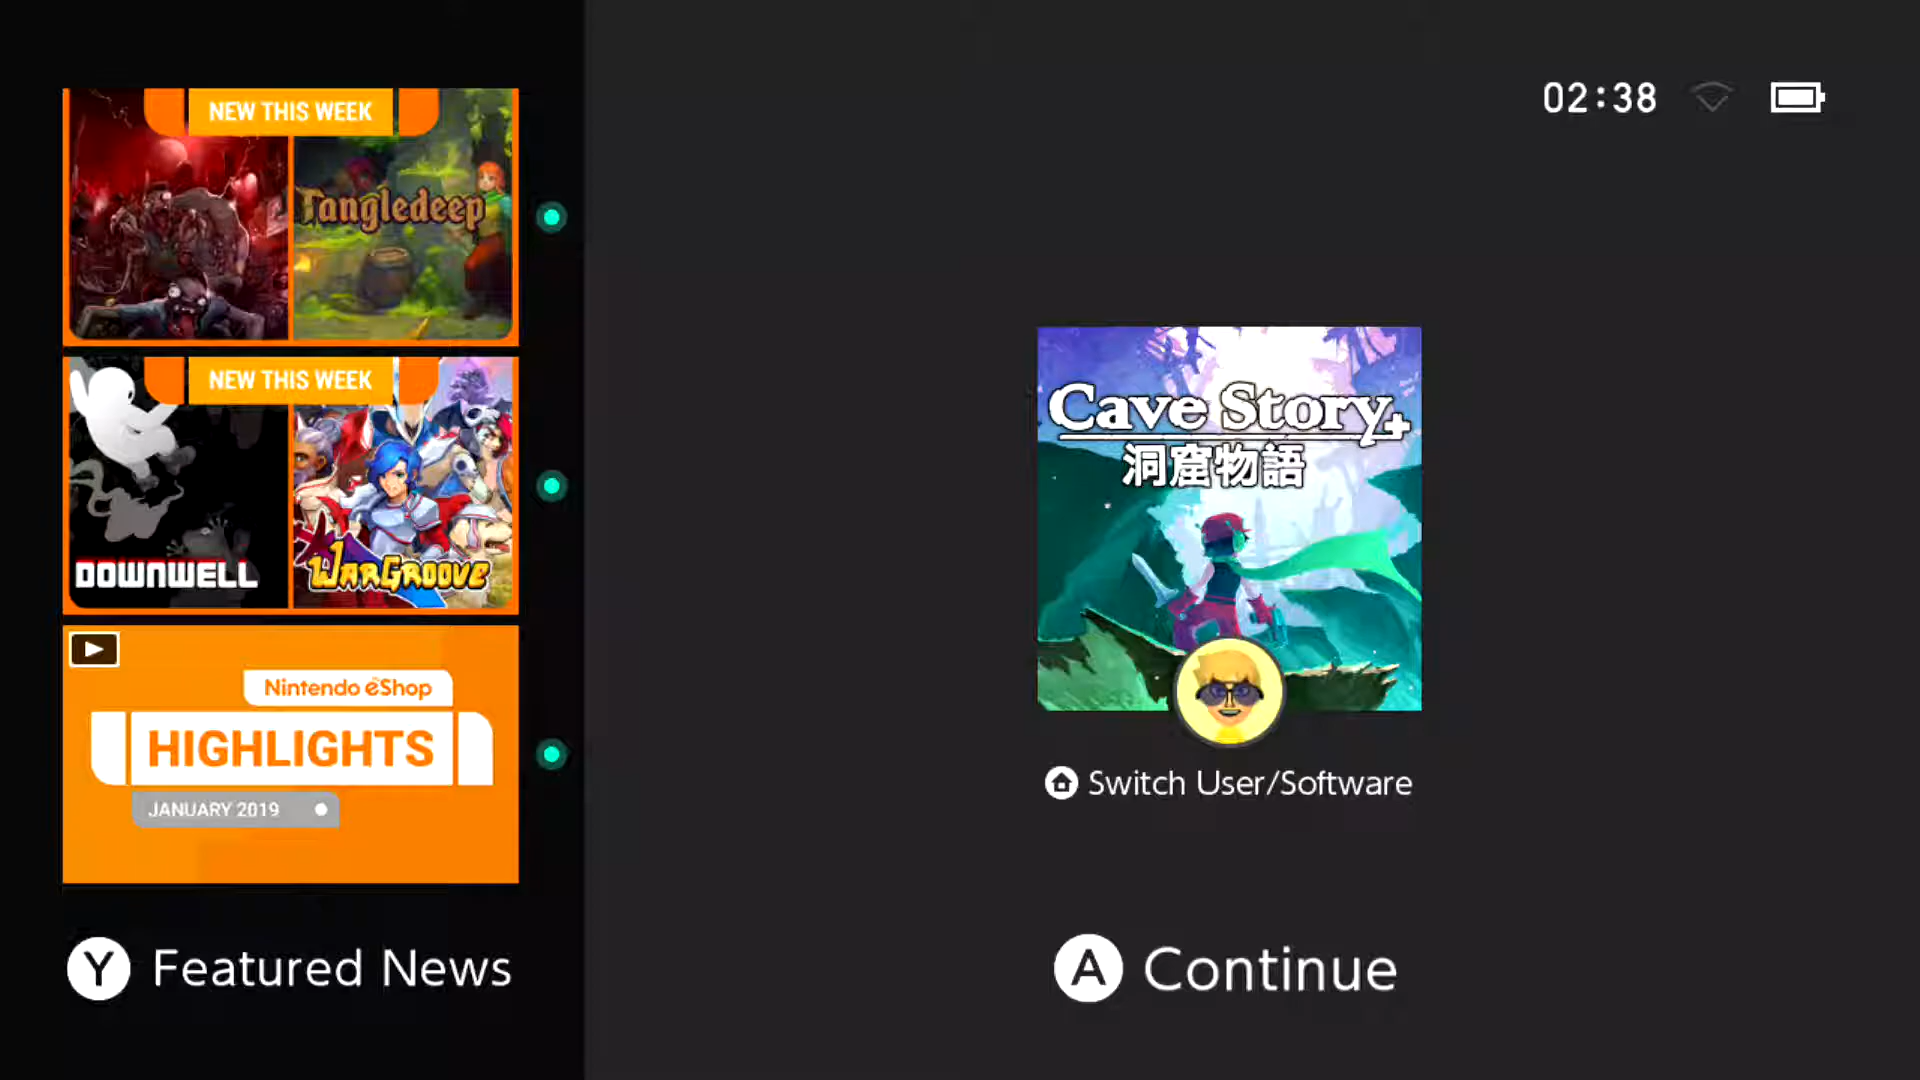 NEW THIS WEEK
Tangledeep
NEW THIS WEEK
DOWNWELL
WARGROOVE
Nintendo eShop
HIGHLIGHTS
JANUARY 2019
Y Featured News
02:38
Cave Story+
洞窟物語
Switch User/Software
A Continue